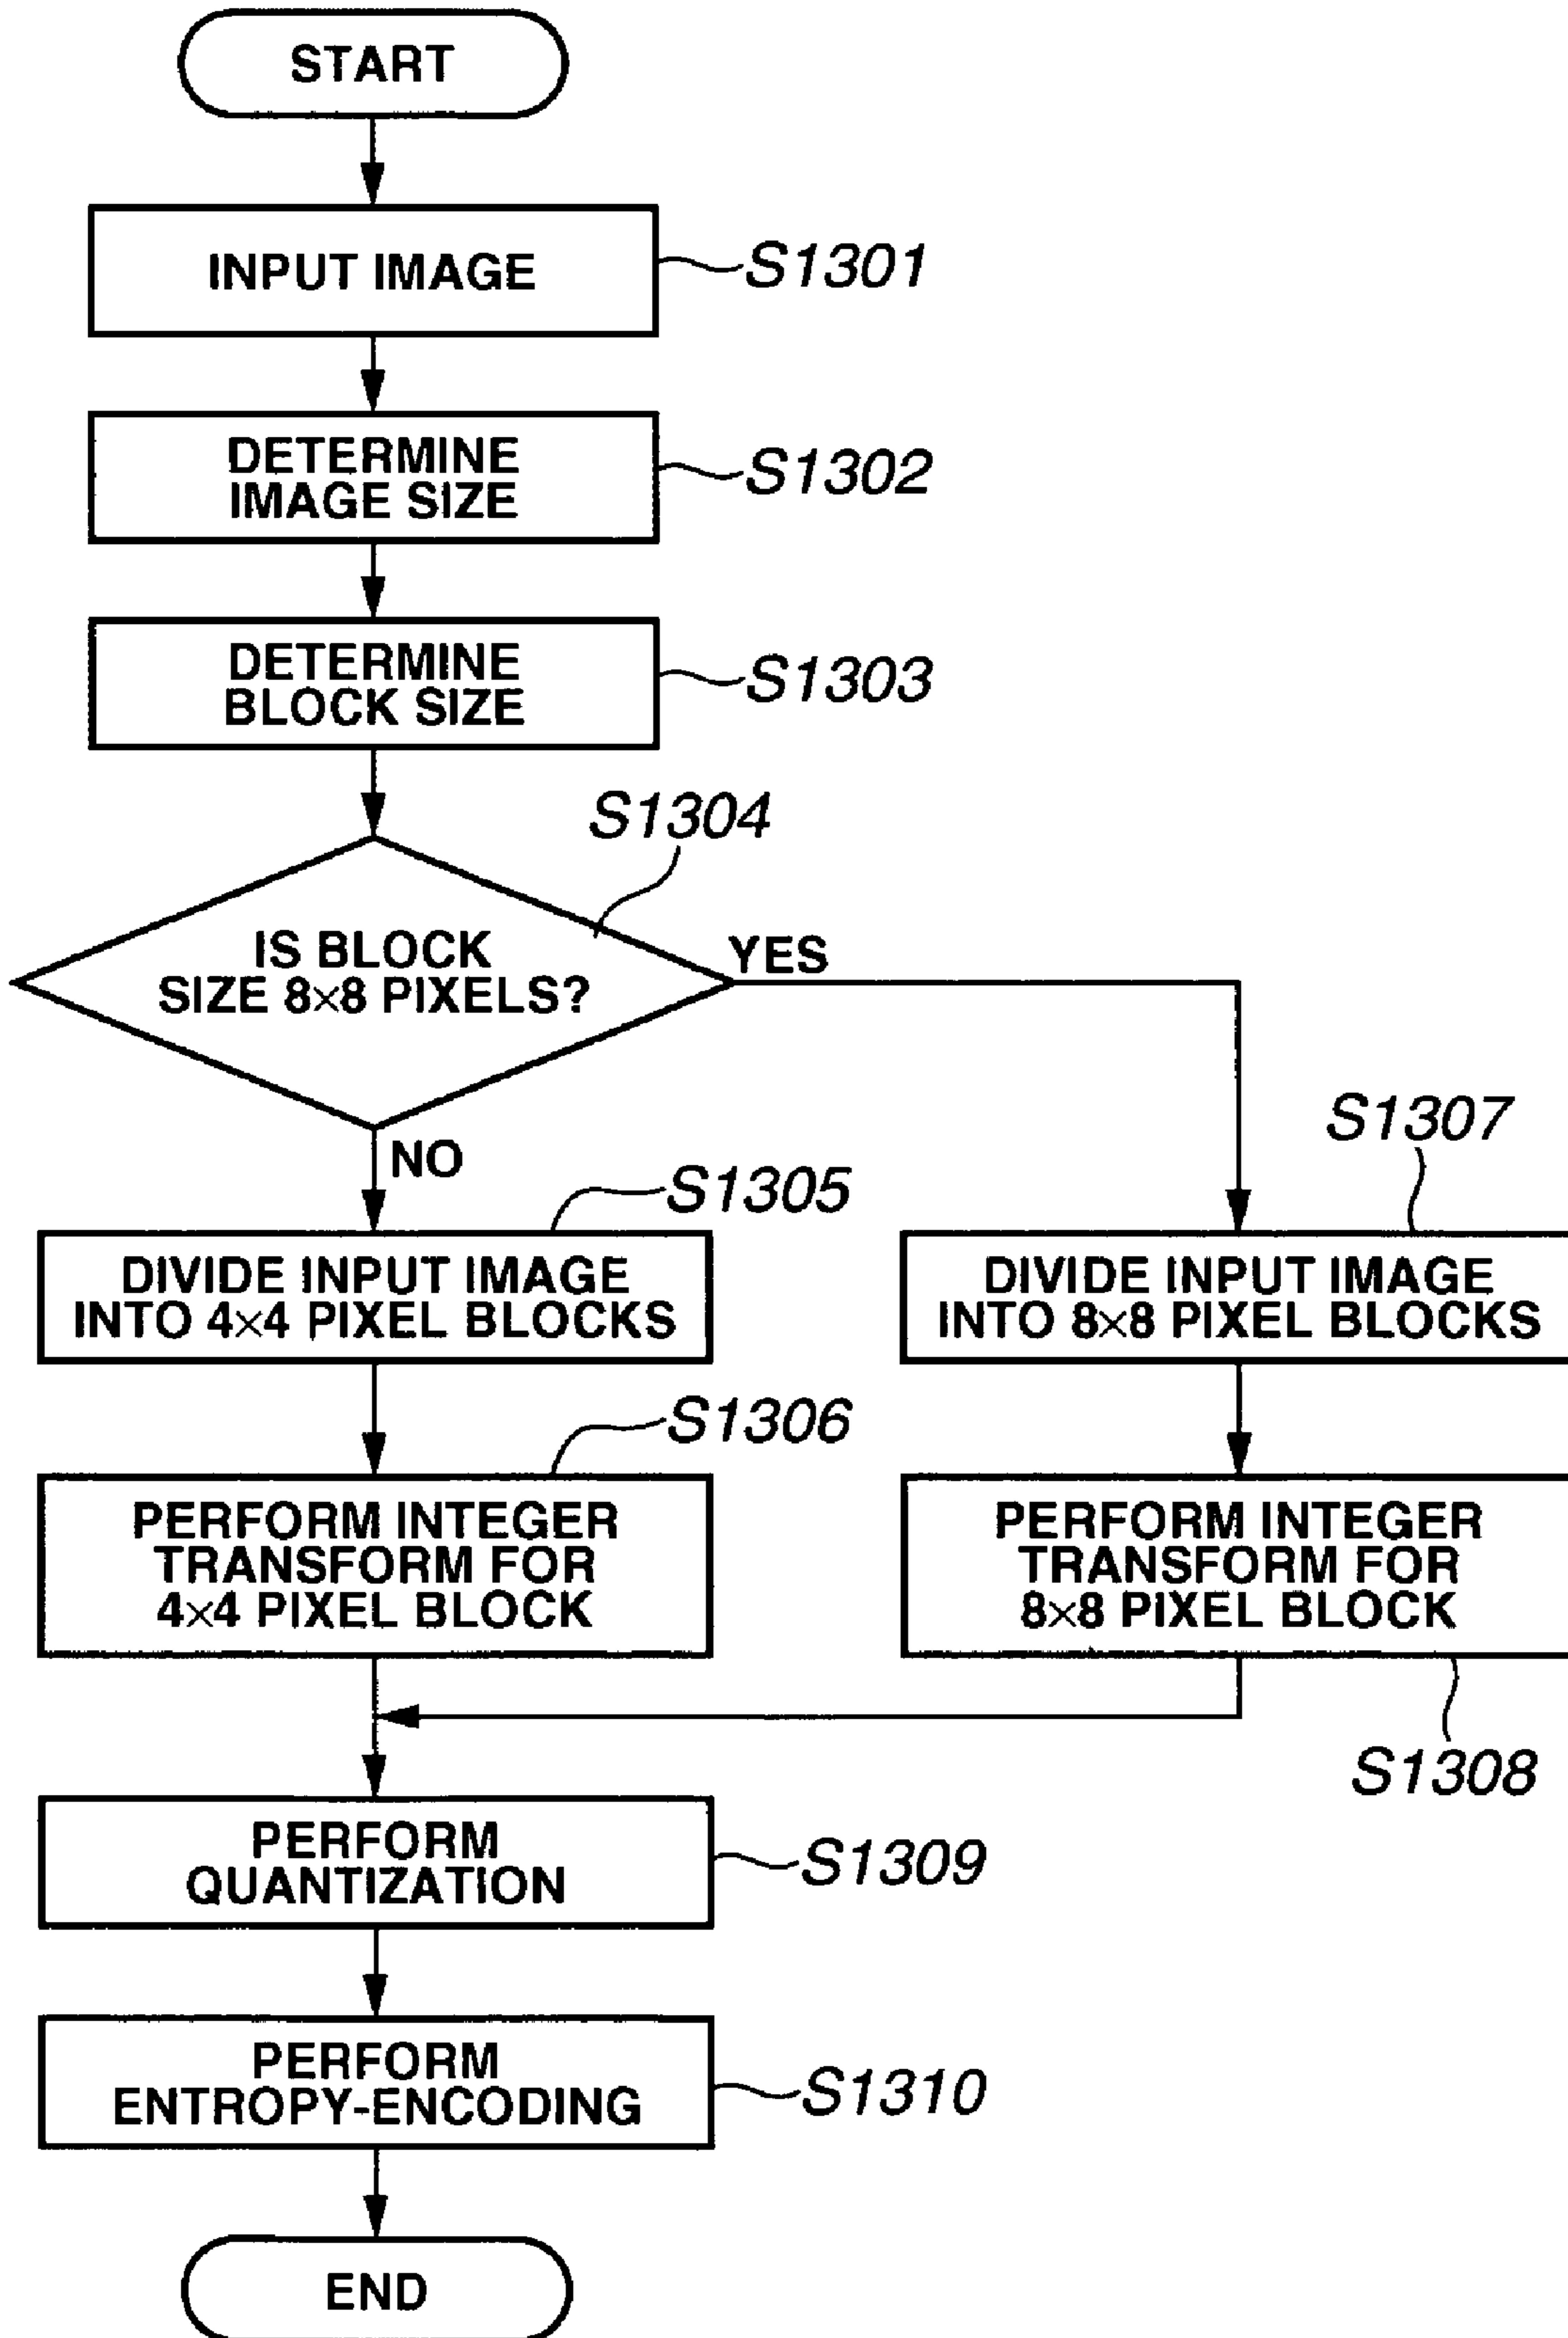 START
INPUT IMAGE
S1301
DETERMINE
IMAGE SIZE
S1302
DETERMINE
BLOCK SIZE
S1303
S1304
IS BLOCK
SIZE 8×8 PIXELS?
YES
NO
S1305
DIVIDE INPUT IMAGE
INTO 4×4 PIXEL BLOCKS
S1307
DIVIDE INPUT IMAGE
INTO 8×8 PIXEL BLOCKS
S1306
PERFORM INTEGER
TRANSFORM FOR
4×4 PIXEL BLOCK
PERFORM INTEGER
TRANSFORM FOR
8×8 PIXEL BLOCK
S1308
PERFORM
QUANTIZATION
S1309
PERFORM
ENTROPY-ENCODING
S1310
END